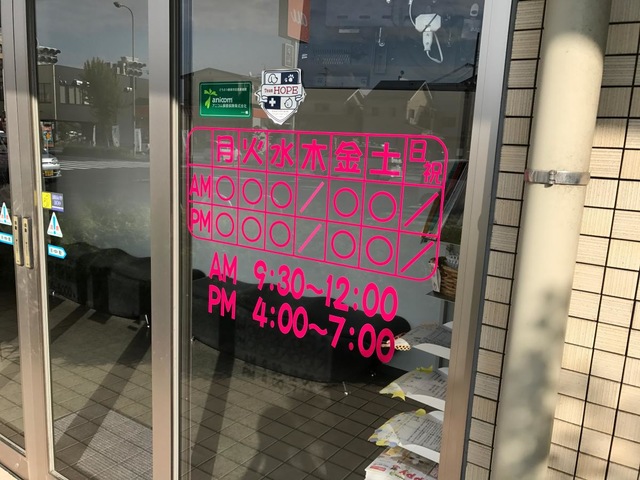 anicom
Team HOPE
月 火 水 木 金 土 日祝
AM ○ ○ ○ / ○ ○ /
PM ○ ○ ○ / ○ ○ /
AM 9:30~12:00
PM 4:00~7:00